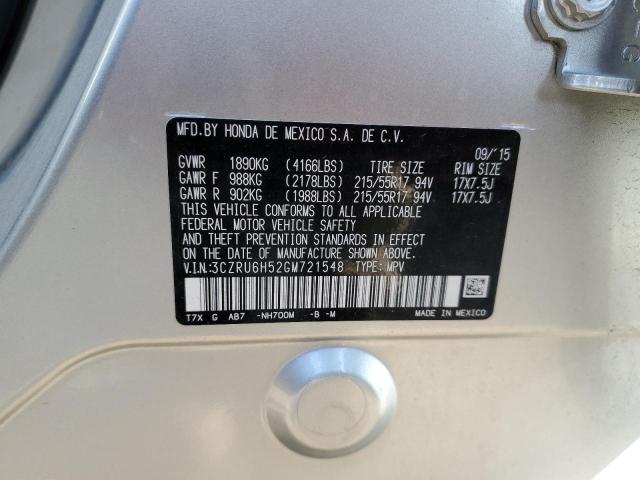 MFD.BY HONDA DE MEXICO S.A. DE C.V.
09/'15
GVWR 1890KG (4166LBS) TIRE SIZE RIM SIZE
GAWR F 988KG (2178LBS) 215/55R17 94V 17X7.5J
GAWR R 902KG (1988LBS) 215/55R17 94V 17X7.5J
THIS VEHICLE CONFORMS TO ALL APPLICABLE
FEDERAL MOTOR VEHICLE SAFETY
AND THEFT PREVENTION STANDARDS IN EFFECT
ON THE DATE OF MANUFACTURE SHOWN ABOVE.
V.I.N:3CZRU6H52GM721548 TYPE: MPV
T7X G AB7 -NH700M -B -M MADE IN MEXICO